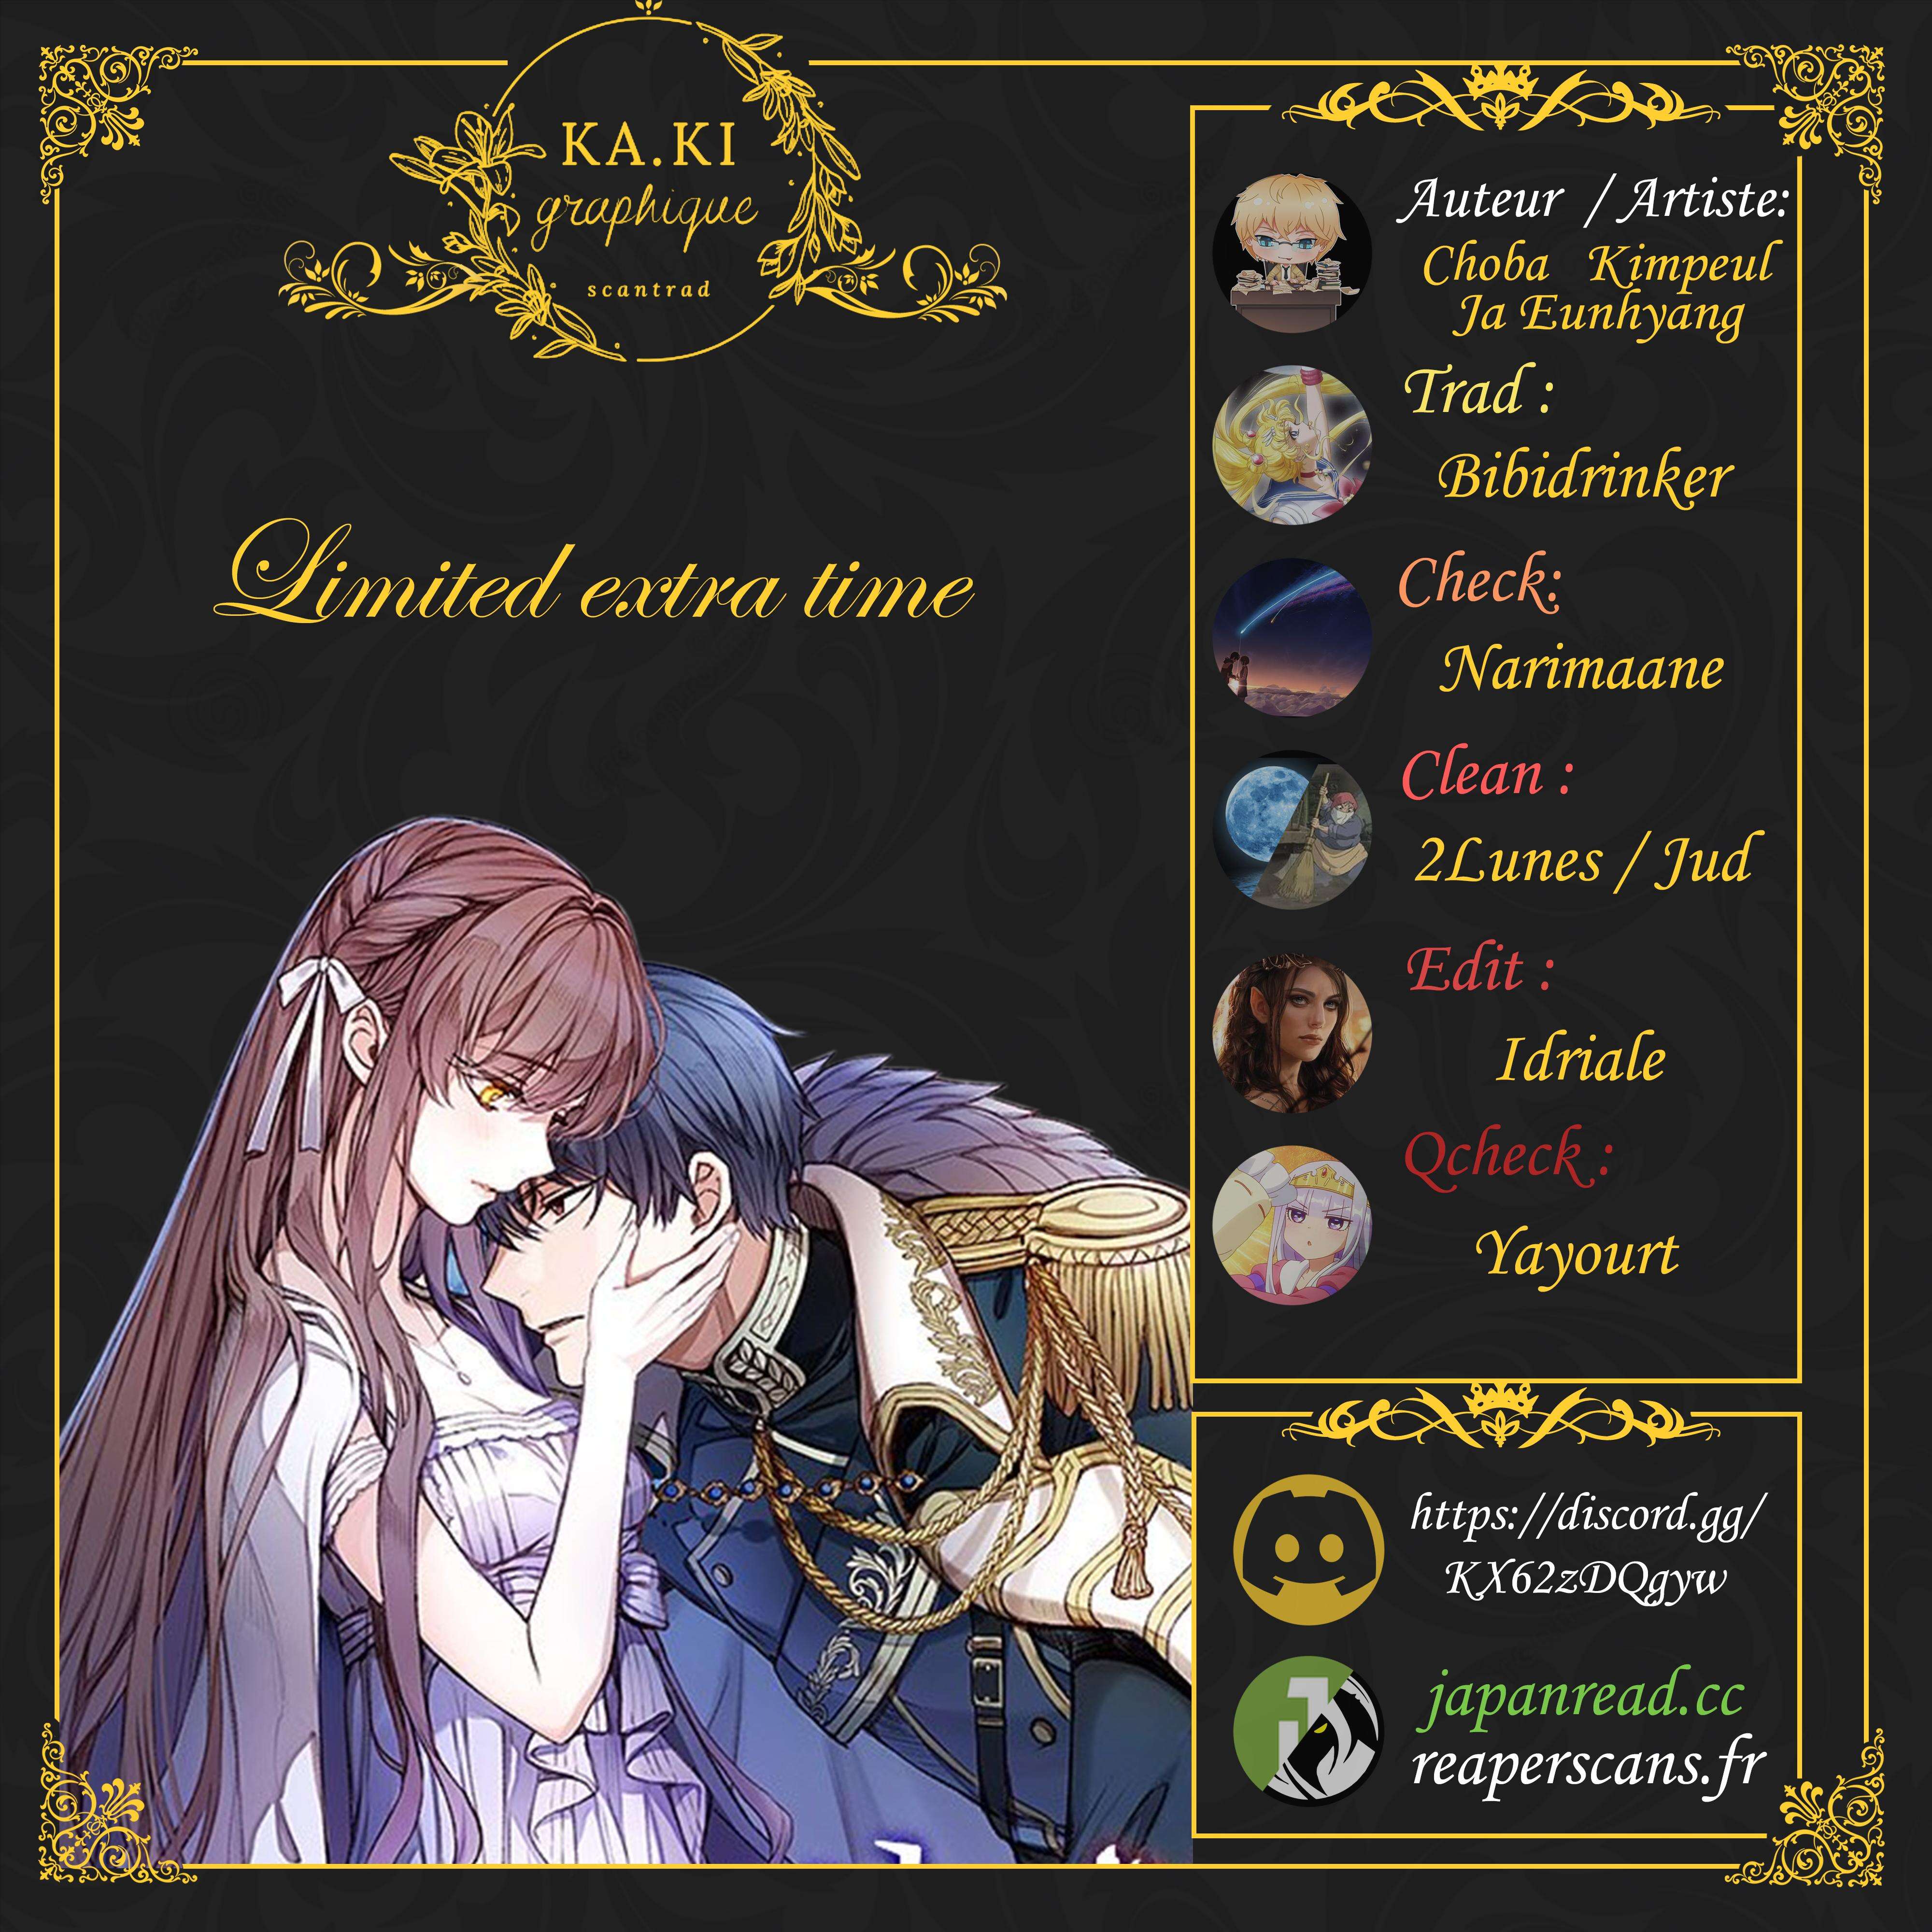 KA.KI
graphique
scantrad
Limited extra time
Auteur / Artiste:
Choba Kimpeul
Ja Eunhyang
Trad :
Bibidrinker
Check:
Narimaane
Clean :
2Lunes / Jud
Edit :
Idriale
Qcheck :
Yayourt
https://discord.gg/
KX62zDQgyw
japanread.cc
reaperscans.fr